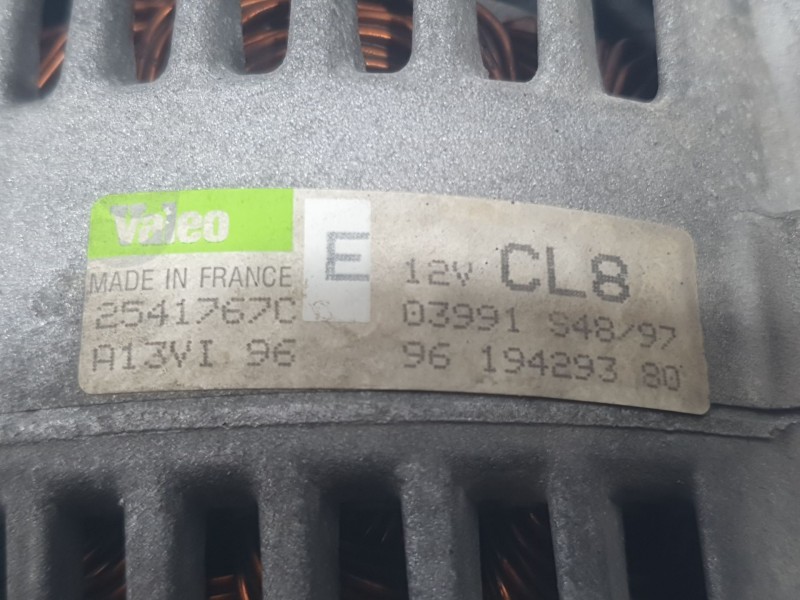 Valeo
MADE IN FRANCE
E
12V CL8
2541767C
03991 S48/97
A13VI 96
96 194293 80